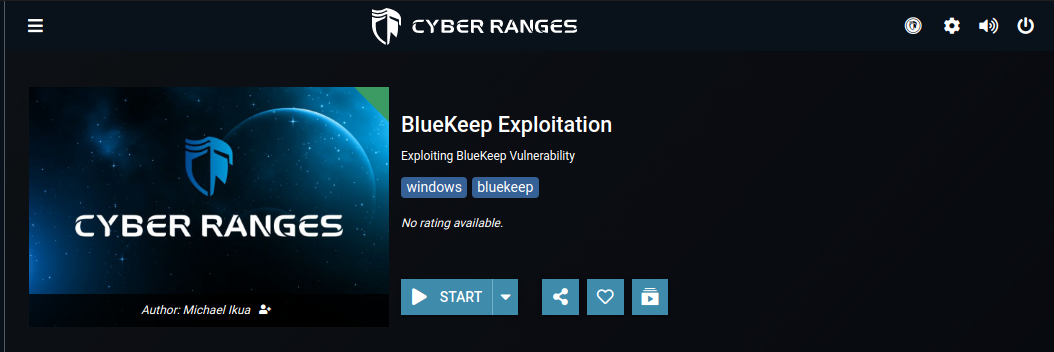 CYBER RANGES
CYBER RANGES
Author: Michael Ikua
BlueKeep Exploitation
Exploiting BlueKeep Vulnerability
windows bluekeep
No rating available.
START